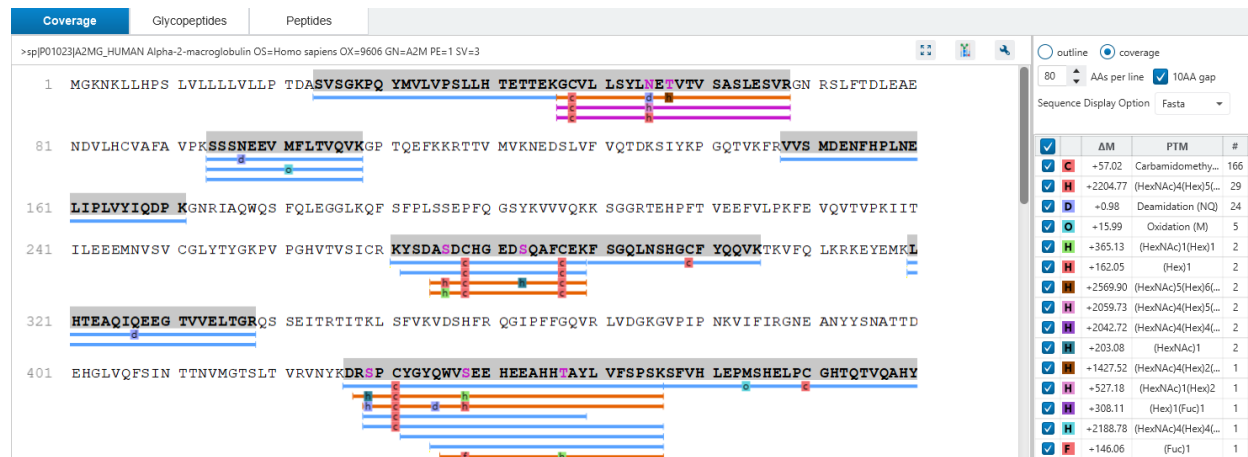 Coverage Glycopeptides Peptides
>sp|P01023|A2MG_HUMAN Alpha-2-macroglobulin OS=Homo sapiens OX=9606 GN=A2M PE=1 SV=3
outline coverage
80 AAs per line 10AA gap
Sequence Display Option Fasta
1 MGKNKLLHPS LVLLLLVLLP TDASVSGKPQ YMVLVPSLLH TETTEKGCVL LSYLNETVTV SASLESVRGN RSLFTDLEAE
c d h
c h
c h
81 NDVLHCVAFA VPKSSSNEEV MFLTVQVKGP TQEFKKRTTV MVKNEDSLVF VQTDKSIYKP GQTVKFRVVS MDENFHPLNE
d
o
161 LIPLVYIQDP KGNRIAQWQS FQLEGGLKQF SFPLSSEPFQ GSYKVVVQKK SGGRTEHPFT VEEFVLPKFE VQVTVPKIIT
241 ILEEEMNVSV CGLYTYGKPV PGHVTVSICR KYSDASDCHG EDSQAFCEKF SGQLNSHGCF YQQVKTKVFQ LKRKEYEMKL
c c c
c c
h c h c
h c c
321 HTEAQIQEEG TVVELTGRQS SEITRTITKL SFVKVDSHFR QGIPFFGQVR LVDGKGVPIP NKVIFIRGNE ANYYSNATTD
d
401 EHGLVQFSIN TTNVMGTSLT VRVNYKDRSP CYGYQWVSEE HEEAHHTAYL VFSPSKSFVH LEPMSHELPC GHTQTVQAHY
c o c
h c h
h c d h
c
c
f h
ΔM PTM #
C +57.02 Carbamidomethy... 166
H +2204.77 (HexNAc)4(Hex)5(... 29
D +0.98 Deamidation (NQ) 24
O +15.99 Oxidation (M) 5
H +365.13 (HexNAc)1(Hex)1 2
H +162.05 (Hex)1 2
H +2569.90 (HexNAc)5(Hex)6(... 2
H +2059.73 (HexNAc)4(Hex)5(... 2
H +2042.72 (HexNAc)4(Hex)4(... 2
H +203.08 (HexNAc)1 2
H +1427.52 (HexNAc)4(Hex)2(... 1
H +527.18 (HexNAc)1(Hex)2 1
H +308.11 (Hex)1(Fuc)1 1
H +2188.78 (HexNAc)4(Hex)4(... 1
F +146.06 (Fuc)1 1